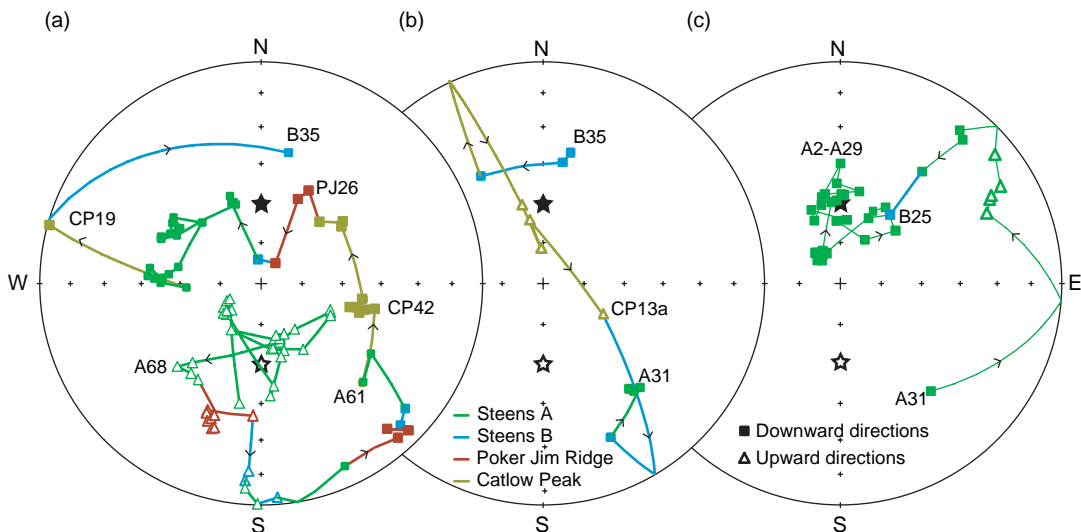 (a)
(b)
(c)
N
N
N
B35
B35
A2-A29
PJ26
CP19
B25
W
E
CP42
CP13a
A68
A61
A31
A31
Steens A
Steens B
Poker Jim Ridge
Catlow Peak
Downward directions
Upward directions
S
S
S